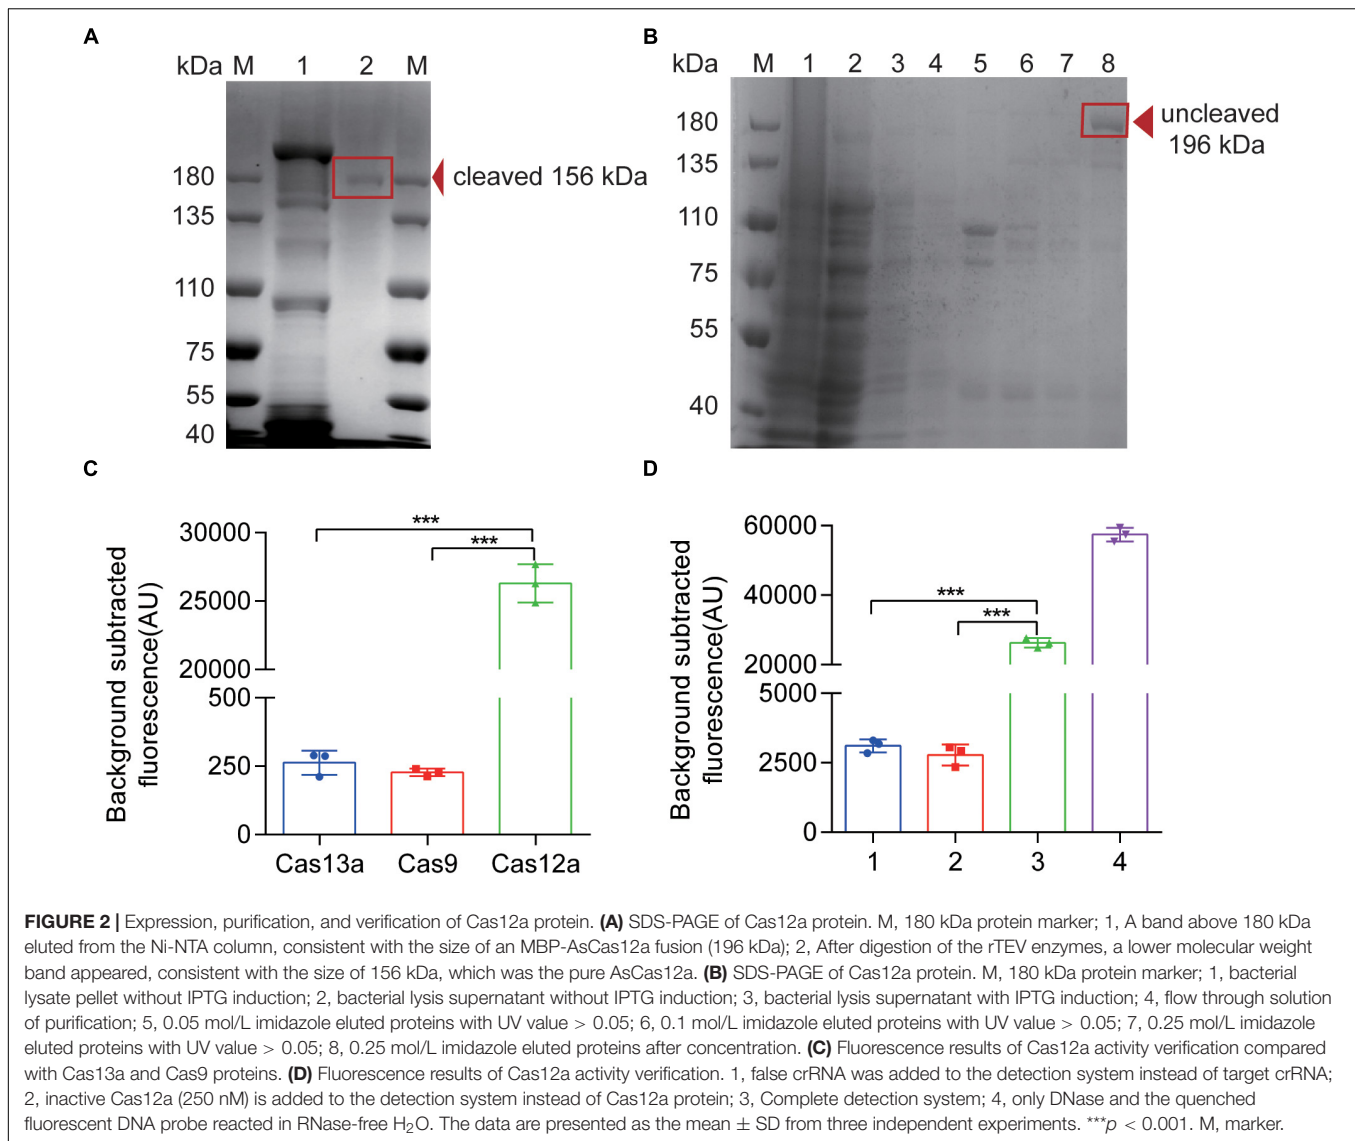 A
kDa M 1 2 M
180
135
110
75
55
40
cleaved 156 kDa
B
kDa M 1 2 3 4 5 6 7 8
180
135
110
75
55
40
uncleaved
196 kDa
C
Background subtracted
fluorescence(AU)
30000
25000
20000
500
250
0
***
***
Cas13a Cas9 Cas12a
D
Background subtracted
fluorescence(AU)
60000
40000
20000
5000
2500
0
***
***
1 2 3 4
FIGURE 2 | Expression, purification, and verification of Cas12a protein. (A) SDS-PAGE of Cas12a protein. M, 180 kDa protein marker; 1, A band above 180 kDa
eluted from the Ni-NTA column, consistent with the size of an MBP-AsCas12a fusion (196 kDa); 2, After digestion of the rTEV enzymes, a lower molecular weight
band appeared, consistent with the size of 156 kDa, which was the pure AsCas12a. (B) SDS-PAGE of Cas12a protein. M, 180 kDa protein marker; 1, bacterial
lysate pellet without IPTG induction; 2, bacterial lysis supernatant without IPTG induction; 3, bacterial lysis supernatant with IPTG induction; 4, flow through solution
of purification; 5, 0.05 mol/L imidazole eluted proteins with UV value > 0.05; 6, 0.1 mol/L imidazole eluted proteins with UV value > 0.05; 7, 0.25 mol/L imidazole
eluted proteins with UV value > 0.05; 8, 0.25 mol/L imidazole eluted proteins after concentration. (C) Fluorescence results of Cas12a activity verification compared
with Cas13a and Cas9 proteins. (D) Fluorescence results of Cas12a activity verification. 1, false crRNA was added to the detection system instead of target crRNA;
2, inactive Cas12a (250 nM) is added to the detection system instead of Cas12a protein; 3, Complete detection system; 4, only DNase and the quenched
fluorescent DNA probe reacted in RNase-free H₂O. The data are presented as the mean ± SD from three independent experiments. ***p < 0.001. M, marker.